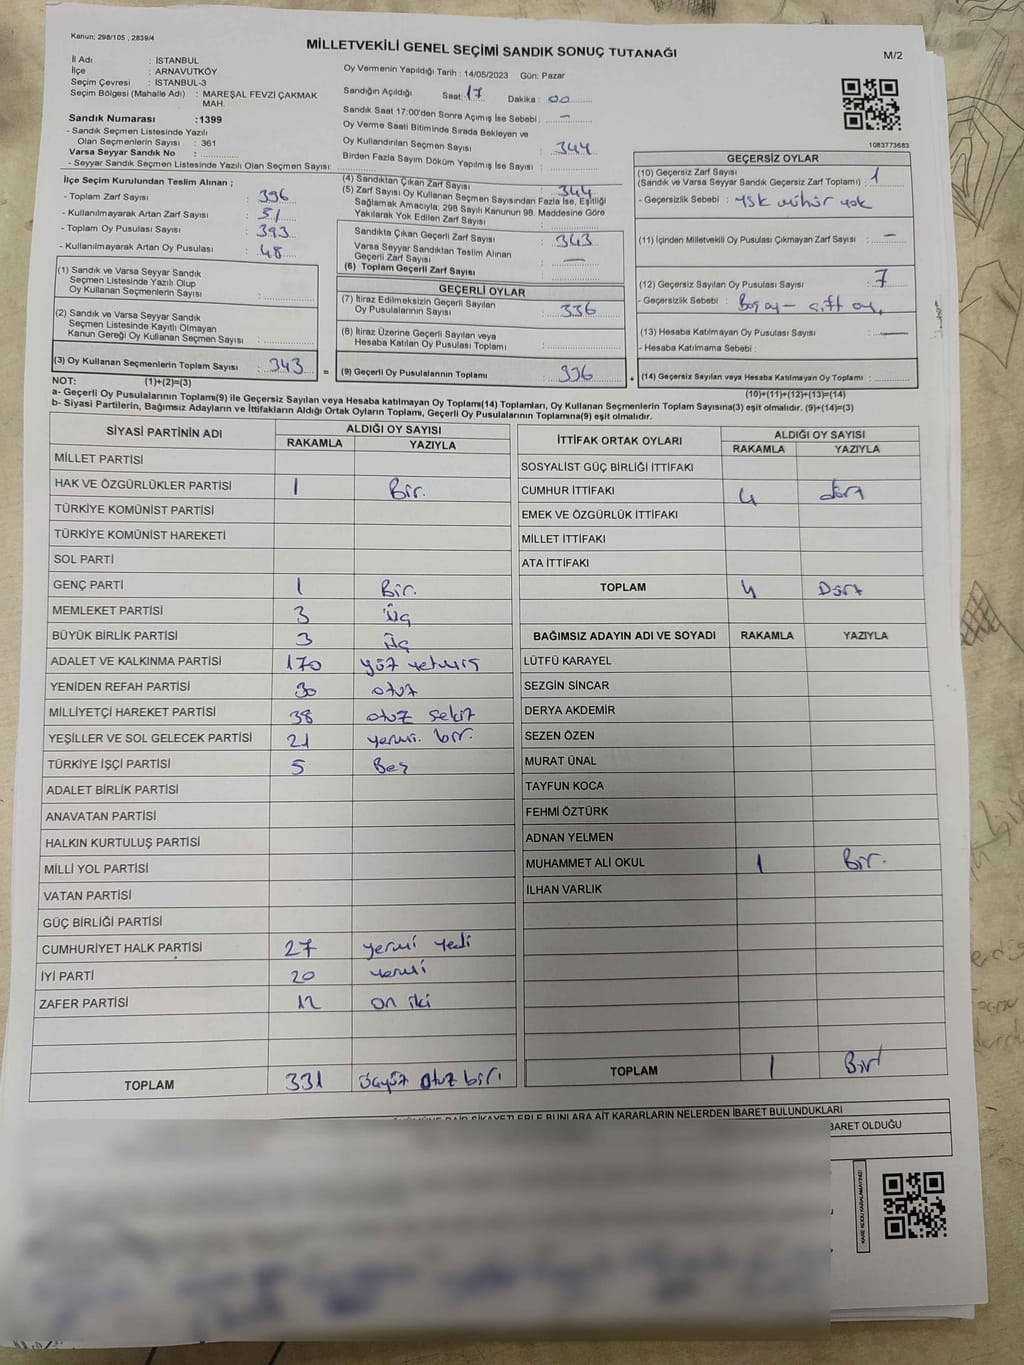 Kanun: 298/105 , 2839/4
MİLLETVEKİLİ GENEL SEÇİMİ SANDIK SONUÇ TUTANAĞI
M/2
İl Adı : İSTANBUL
İlçe : ARNAVUTKÖY
Seçim Çevresi : İSTANBUL-3
Seçim Bölgesi (Mahalle Adı) : MAREŞAL FEVZİ ÇAKMAK MAH.
Sandık Numarası :1399
- Sandık Seçmen Listesinde Yazılı
Olan Seçmenlerin Sayısı : 361
Varsa Seyyar Sandık No :
- Seyyar Sandık Seçmen Listesinde Yazılı Olan Seçmen Sayısı:
Oy Vermenin Yapıldığı Tarih : 14/05/2023 Gün: Pazar
Sandığın Açıldığı Saat: 17 Dakika : 00
Sandık Saat 17:00'den Sonra Açımış İse Sebebi : —
Oy Verme Saati Bitiminde Sırada Bekleyen ve
Oy Kullandırılan Seçmen Sayısı : 344
Birden Fazla Sayım Döküm Yapılmış İse Sayısı :
1083773683
İlçe Seçim Kurulundan Teslim Alınan ;
- Toplam Zarf Sayısı : 396
- Kullanılmayarak Artan Zarf Sayısı : 51
- Toplam Oy Pusulası Sayısı : 393
- Kullanılmayarak Artan Oy Pusulası : 48
(1) Sandık ve Varsa Seyyar Sandık
Seçmen Listesinde Yazılı Olup
Oy Kullanan Seçmenlerin Sayısı :
(2) Sandık ve Varsa Seyyar Sandık
Seçmen Listesinde Kayıtlı Olmayan
Kanun Gereği Oy Kullanan Seçmen Sayısı :
(3) Oy Kullanan Seçmenlerin Toplam Sayısı : 343 =
(4) Sandıktan Çıkan Zarf Sayısı : 344
(5) Zarf Sayısı Oy Kullanan Seçmen Sayısından Fazla İse, Eşitliği
Sağlamak Amacıyla, 298 Sayılı Kanunun 98. Maddesine Göre
Yakılarak Yok Edilen Zarf Sayısı :
Sandıkta Çıkan Geçerli Zarf Sayısı : 343
Varsa Seyyar Sandıktan Teslim Alınan
Geçerli Zarf Sayısı : —
(6) Toplam Geçerli Zarf Sayısı :
GEÇERLİ OYLAR
(7) İtiraz Edilmeksizin Geçerli Sayılan
Oy Pusulalarının Sayısı : 336
(8) İtiraz Üzerine Geçerli Sayılan veya
Hesaba Katılan Oy Pusulası Toplamı :
(9) Geçerli Oy Pusulalarının Toplamı : 336 +
GEÇERSİZ OYLAR
(10) Geçersiz Zarf Sayısı
(Sandık ve Varsa Seyyar Sandık Geçersiz Zarf Toplamı) : 1
- Geçersizlik Sebebi : YSK mühür yok
(11) İçinden Milletvekili Oy Pusulası Çıkmayan Zarf Sayısı : —
(12) Geçersiz Sayılan Oy Pusulası Sayısı : 7
- Geçersizlik Sebebi : Boş oy - çift oy.
(13) Hesaba Katılmayan Oy Pusulası Sayısı : —
- Hesaba Katılmama Sebebi :
(14) Geçersiz Sayılan veya Hesaba Katılmayan Oy Toplamı :
NOT: (1)+(2)=(3)
(10)+(11)+(12)+(13)=(14)
a- Geçerli Oy Pusulalarının Toplam(9) ile Geçersiz Sayılan veya Hesaba katılmayan Oy Toplam(14) Toplamları, Oy Kullanan Seçmenlerin Toplam Sayısına(3) eşit olmalıdır. (9)+(14)=(3)
b- Siyasi Partilerin, Bağımsız Adayların ve İttifakların Aldığı Ortak Oyların Toplamı, Geçerli Oy Pusulalarının Toplamına(9) eşit olmalıdır.
SİYASİ PARTİNİN ADI ALDIĞI OY SAYISI
RAKAMLA YAZIYLA
MİLLET PARTİSİ
HAK VE ÖZGÜRLÜKLER PARTİSİ 1 Bir.
TÜRKİYE KOMÜNİST PARTİSİ
TÜRKİYE KOMÜNİST HAREKETİ
SOL PARTİ
GENÇ PARTİ 1 Bir.
MEMLEKET PARTİSİ 3 Üç
BÜYÜK BİRLİK PARTİSİ 3 Üç
ADALET VE KALKINMA PARTİSİ 170 yüz yetmiş
YENİDEN REFAH PARTİSİ 30 otuz
MİLLİYETÇİ HAREKET PARTİSİ 38 otuz sekiz
YEŞİLLER VE SOL GELECEK PARTİSİ 21 yermi. bir.
TÜRKİYE İŞÇİ PARTİSİ 5 Beş
ADALET BİRLİK PARTİSİ
ANAVATAN PARTİSİ
HALKIN KURTULUŞ PARTİSİ
MİLLİ YOL PARTİSİ
VATAN PARTİSİ
GÜÇ BİRLİĞİ PARTİSİ
CUMHURİYET HALK PARTİSİ 27 yermi yedi
İYİ PARTİ 20 yermi
ZAFER PARTİSİ 12 on iki
TOPLAM 331 üçyüz otuz bir.
İTTİFAK ORTAK OYLARI ALDIĞI OY SAYISI
RAKAMLA YAZIYLA
SOSYALİST GÜÇ BİRLİĞİ İTTİFAKI
CUMHUR İTTİFAKI 4 dört
EMEK VE ÖZGÜRLÜK İTTİFAKI
MİLLET İTTİFAKI
ATA İTTİFAKI
TOPLAM 4 Dört
BAĞIMSIZ ADAYIN ADI VE SOYADI RAKAMLA YAZIYLA
LÜTFÜ KARAYEL
SEZGİN SİNCAR
DERYA AKDEMİR
SEZEN ÖZEN
MURAT ÜNAL
TAYFUN KOCA
FEHMİ ÖZTÜRK
ADNAN YELMEN
MUHAMMET ALİ OKUL 1 Bir.
İLHAN VARLIK
TOPLAM 1 Bir
ŞİKAYETLERLE BUNLARA AİT KARARLARIN NELERDEN İBARET BULUNDUKLARI
İBARET OLDUĞU